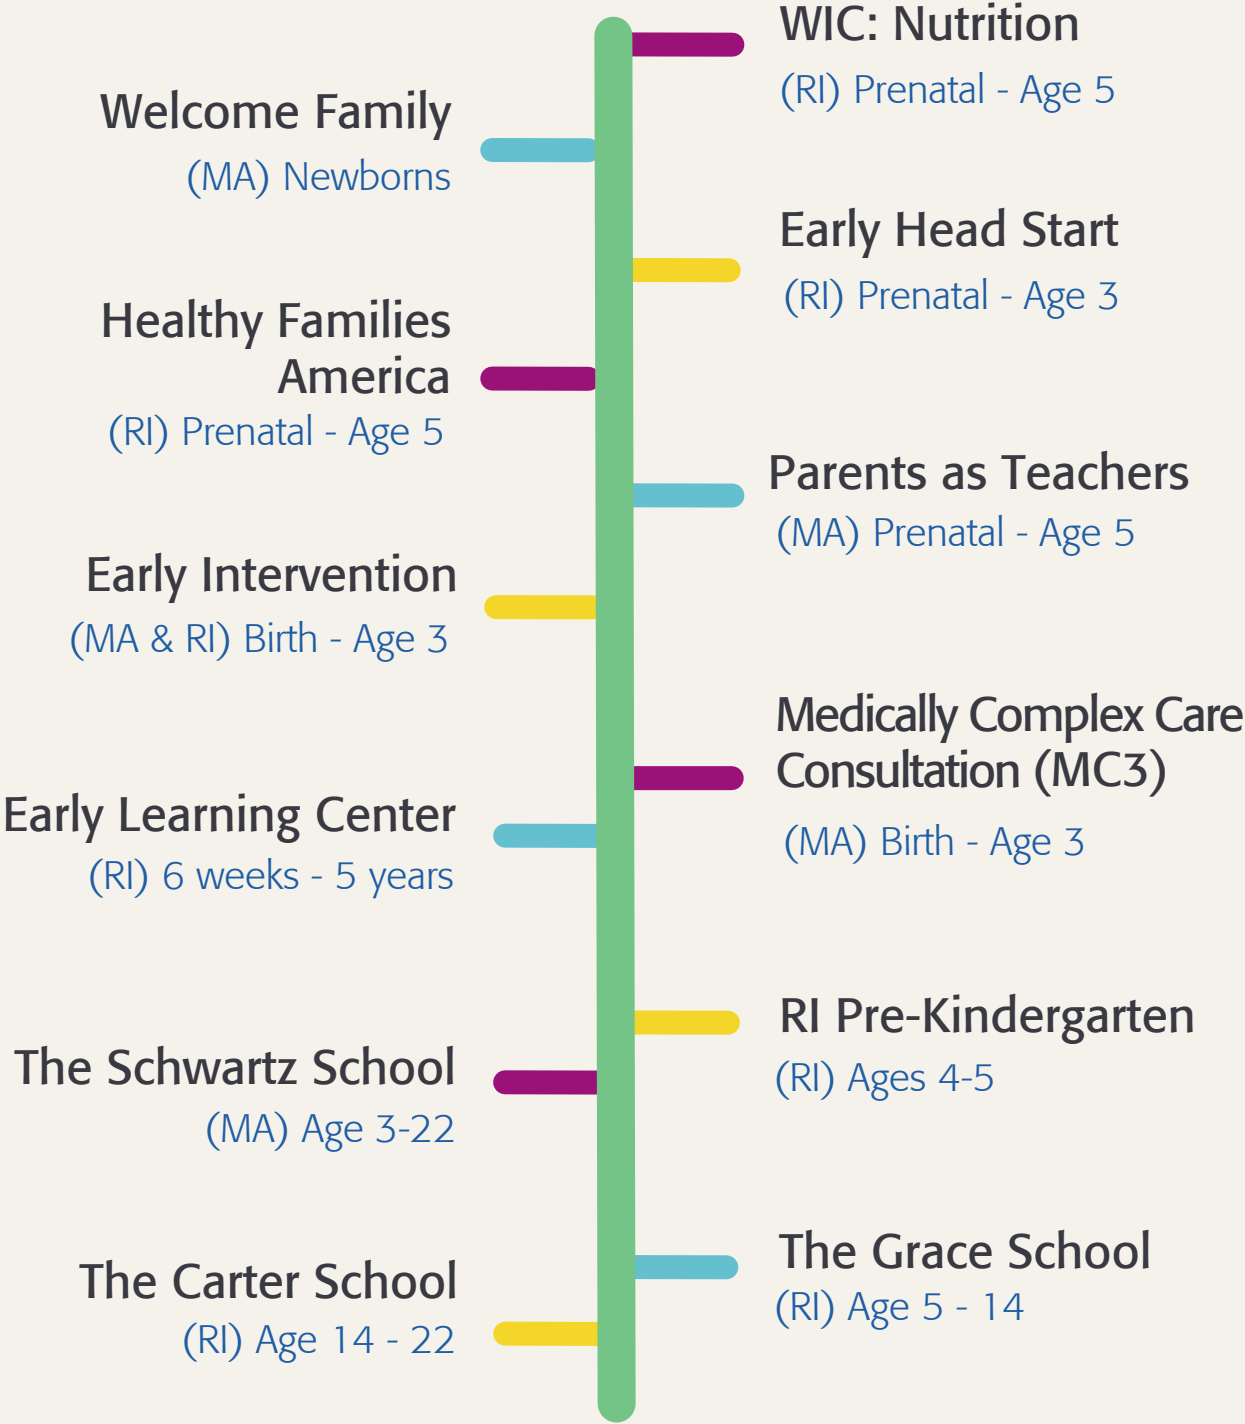 WIC: Nutrition
(RI) Prenatal - Age 5
Welcome Family
(MA) Newborns
Early Head Start
(RI) Prenatal - Age 3
Healthy Families
America
(RI) Prenatal - Age 5
Parents as Teachers
(MA) Prenatal - Age 5
Early Intervention
(MA & RI) Birth - Age 3
Medically Complex Care
Consultation (MC3)
(MA) Birth - Age 3
Early Learning Center
(RI) 6 weeks - 5 years
RI Pre-Kindergarten
(RI) Ages 4-5
The Schwartz School
(MA) Age 3-22
The Grace School
(RI) Age 5 - 14
The Carter School
(RI) Age 14 - 22